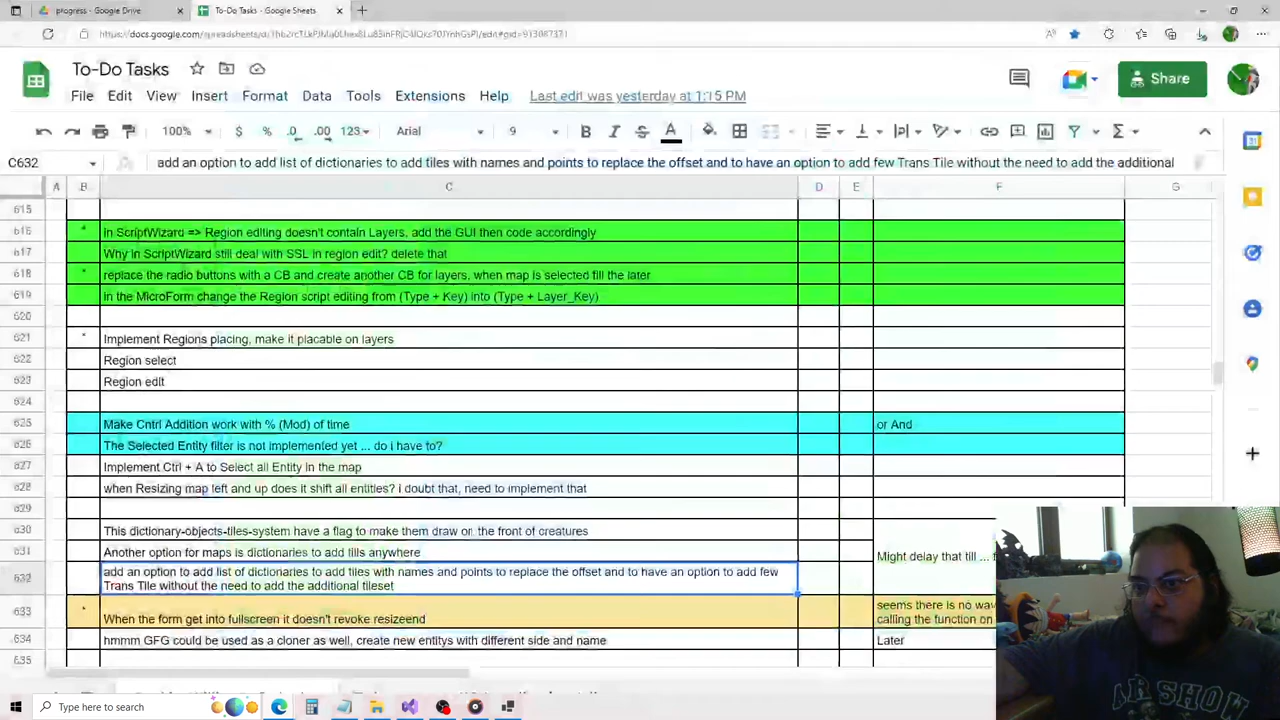 progress - Google Drive
To-Do Tasks - Google Sheets
To-Do Tasks
File Edit View Insert Format Data Tools Extensions Help Last edit was yesterday at 1:15 PM
Share
100% $ % .0 .00 123 Arial 9 B I S A
C632 add an option to add list of dictionaries to add tiles with names and points to replace the offset and to have an option to add few Trans Tile without the need to add the additional
A B C D E F G
615
616 * In ScriptWizard => Region editing doesn't contain Layers, add the GUI then code accordingly
617 Why in ScriptWizard still deal with SSL in region edit? delete that
618 * replace the radio buttons with a CB and create another CB for layers, when map is selected fill the later
619 in the MicroForm change the Region script editing from (Type + Key) into (Type + Layer_Key)
620
621 * Implement Regions placing, make it placable on layers
622 Region select
623 Region edit
624
625 Make Cntrl Addition work with % (Mod) of time or And
626 The Selected Entity filter is not implemented yet ... do i have to?
627 Implement Ctrl + A to Select all Entity in the map
628 when Resizing map left and up does it shift all entities? i doubt that, need to implement that
629
630 This dictionary-objects-tiles-system have a flag to make them draw on the front of creatures
631 Another option for maps is dictionaries to add tills anywhere Might delay that till ...
632 add an option to add list of dictionaries to add tiles with names and points to replace the offset and to have an option to add few
Trans Tile without the need to add the additional tileset
633 * When the form get into fullscreen it doesn't revoke resizeend seems there is no
calling the function on
634 hmmm GFG could be used as a cloner as well, create new entitys with different side and name Later
635
Type here to search